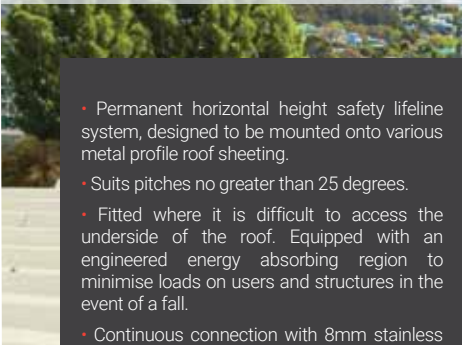 • Permanent horizontal height safety lifeline
system, designed to be mounted onto various
metal profile roof sheeting.
• Suits pitches no greater than 25 degrees.
• Fitted where it is difficult to access the
underside of the roof. Equipped with an
engineered energy absorbing region to
minimise loads on users and structures in the
event of a fall.
• Continuous connection with 8mm stainless